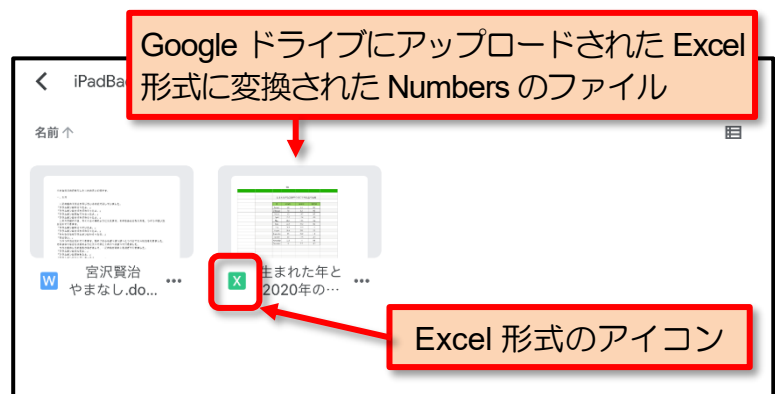 Google ドライブにアップロードされた Excel
形式に変換された Numbers のファイル
iPadBa
名前 ↑
W
宮沢賢治
やまなし.do...
X
生まれた年と
2020年の…
Excel 形式のアイコン